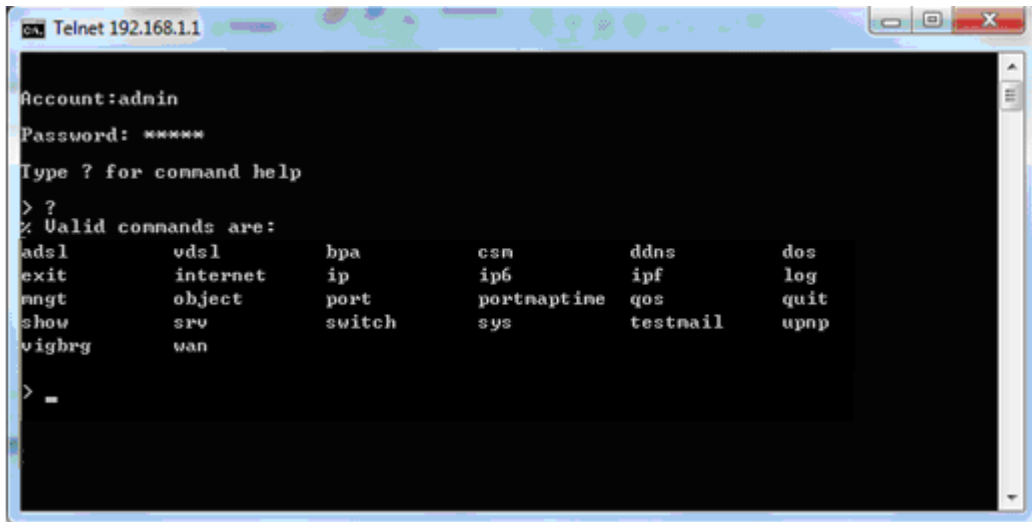 Telnet 192.168.1.1
Account:admin
Password: *****
Type ? for command help
> ?
% Valid commands are:
adsl vdsl bpa csm ddns dos
exit internet ip ip6 ipf log
mngt object port portmaptime qos quit
show srv switch sys testmail upnp
vigbrg wan
> _